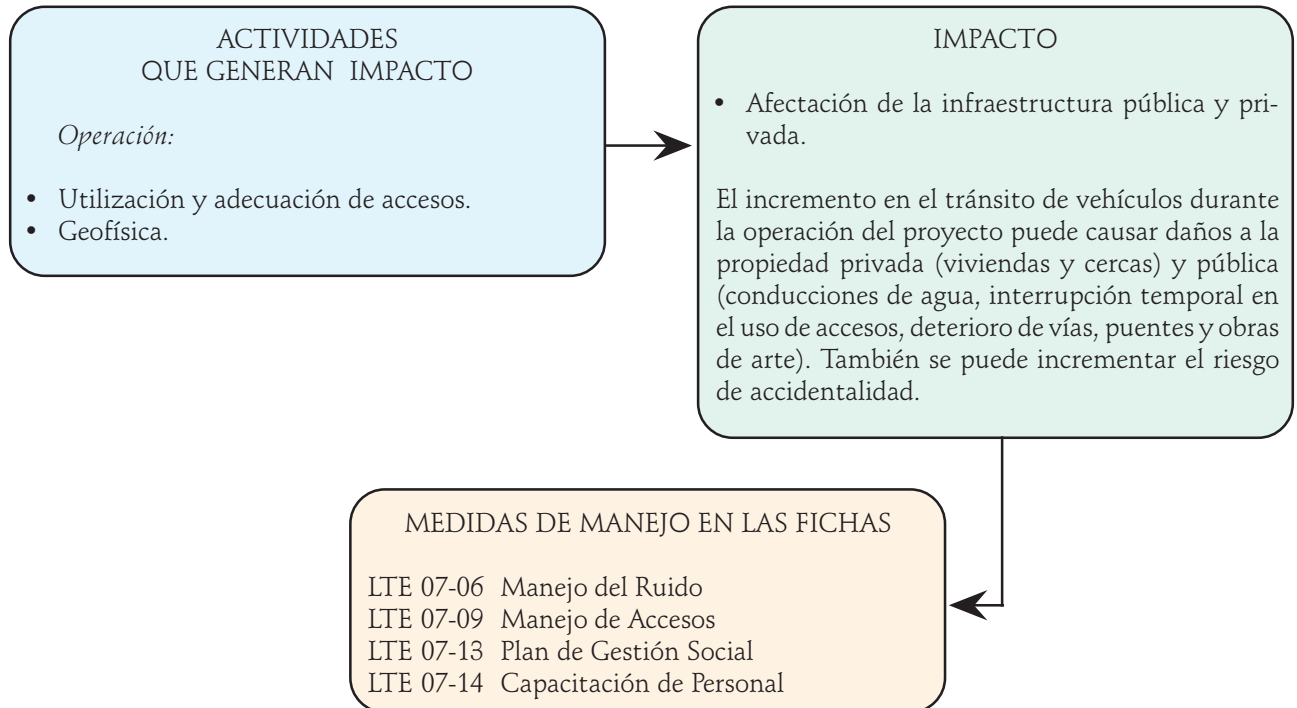 ACTIVIDADES
QUE GENERAN IMPACTO
Operación:
• Utilización y adecuación de accesos.
• Geofísica.
IMPACTO
• Afectación de la infraestructura pública y pri-
vada.
El incremento en el tránsito de vehículos durante
la operación del proyecto puede causar daños a la
propiedad privada (viviendas y cercas) y pública
(conducciones de agua, interrupción temporal en
el uso de accesos, deterioro de vías, puentes y obras
de arte). También se puede incrementar el riesgo
de accidentalidad.
MEDIDAS DE MANEJO EN LAS FICHAS
LTE 07-06 Manejo del Ruido
LTE 07-09 Manejo de Accesos
LTE 07-13 Plan de Gestión Social
LTE 07-14 Capacitación de Personal